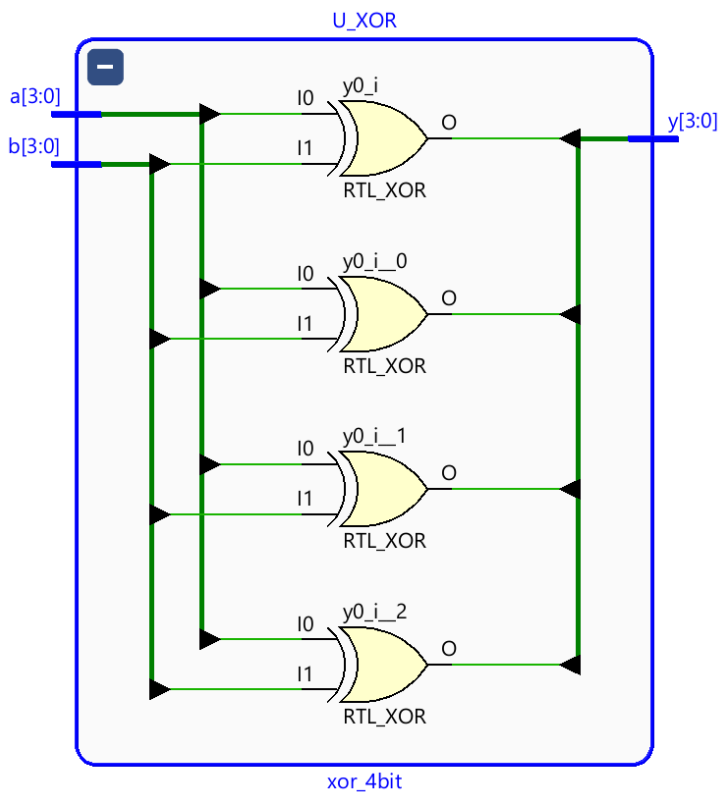 U_XOR
a[3:0]
b[3:0]
y[3:0]
y0_i
I0
I1
O
RTL_XOR
y0_i__0
I0
I1
O
RTL_XOR
y0_i__1
I0
I1
O
RTL_XOR
y0_i__2
I0
I1
O
RTL_XOR
xor_4bit